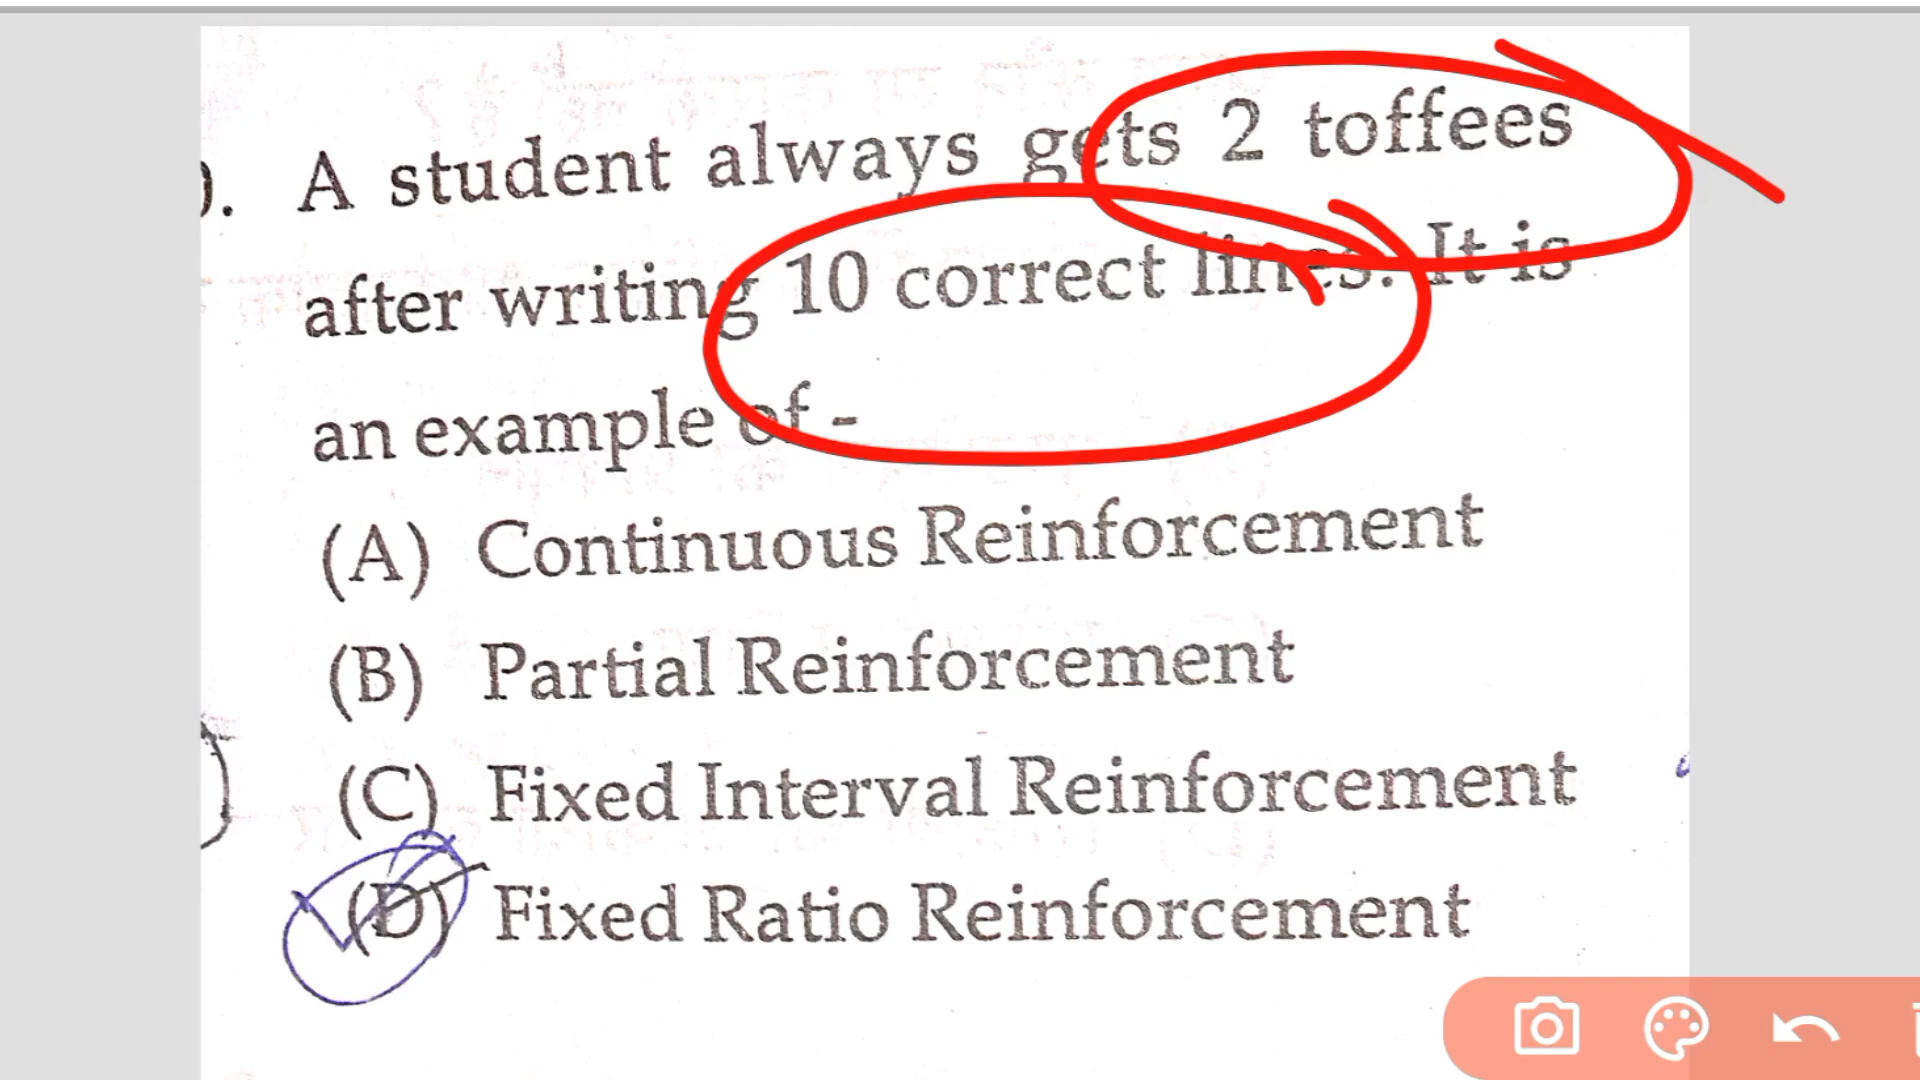 ). A student always gets 2 toffees
after writing 10 correct lines. It is
an example of -
(A) Continuous Reinforcement
(B) Partial Reinforcement
(C) Fixed Interval Reinforcement
(D) Fixed Ratio Reinforcement